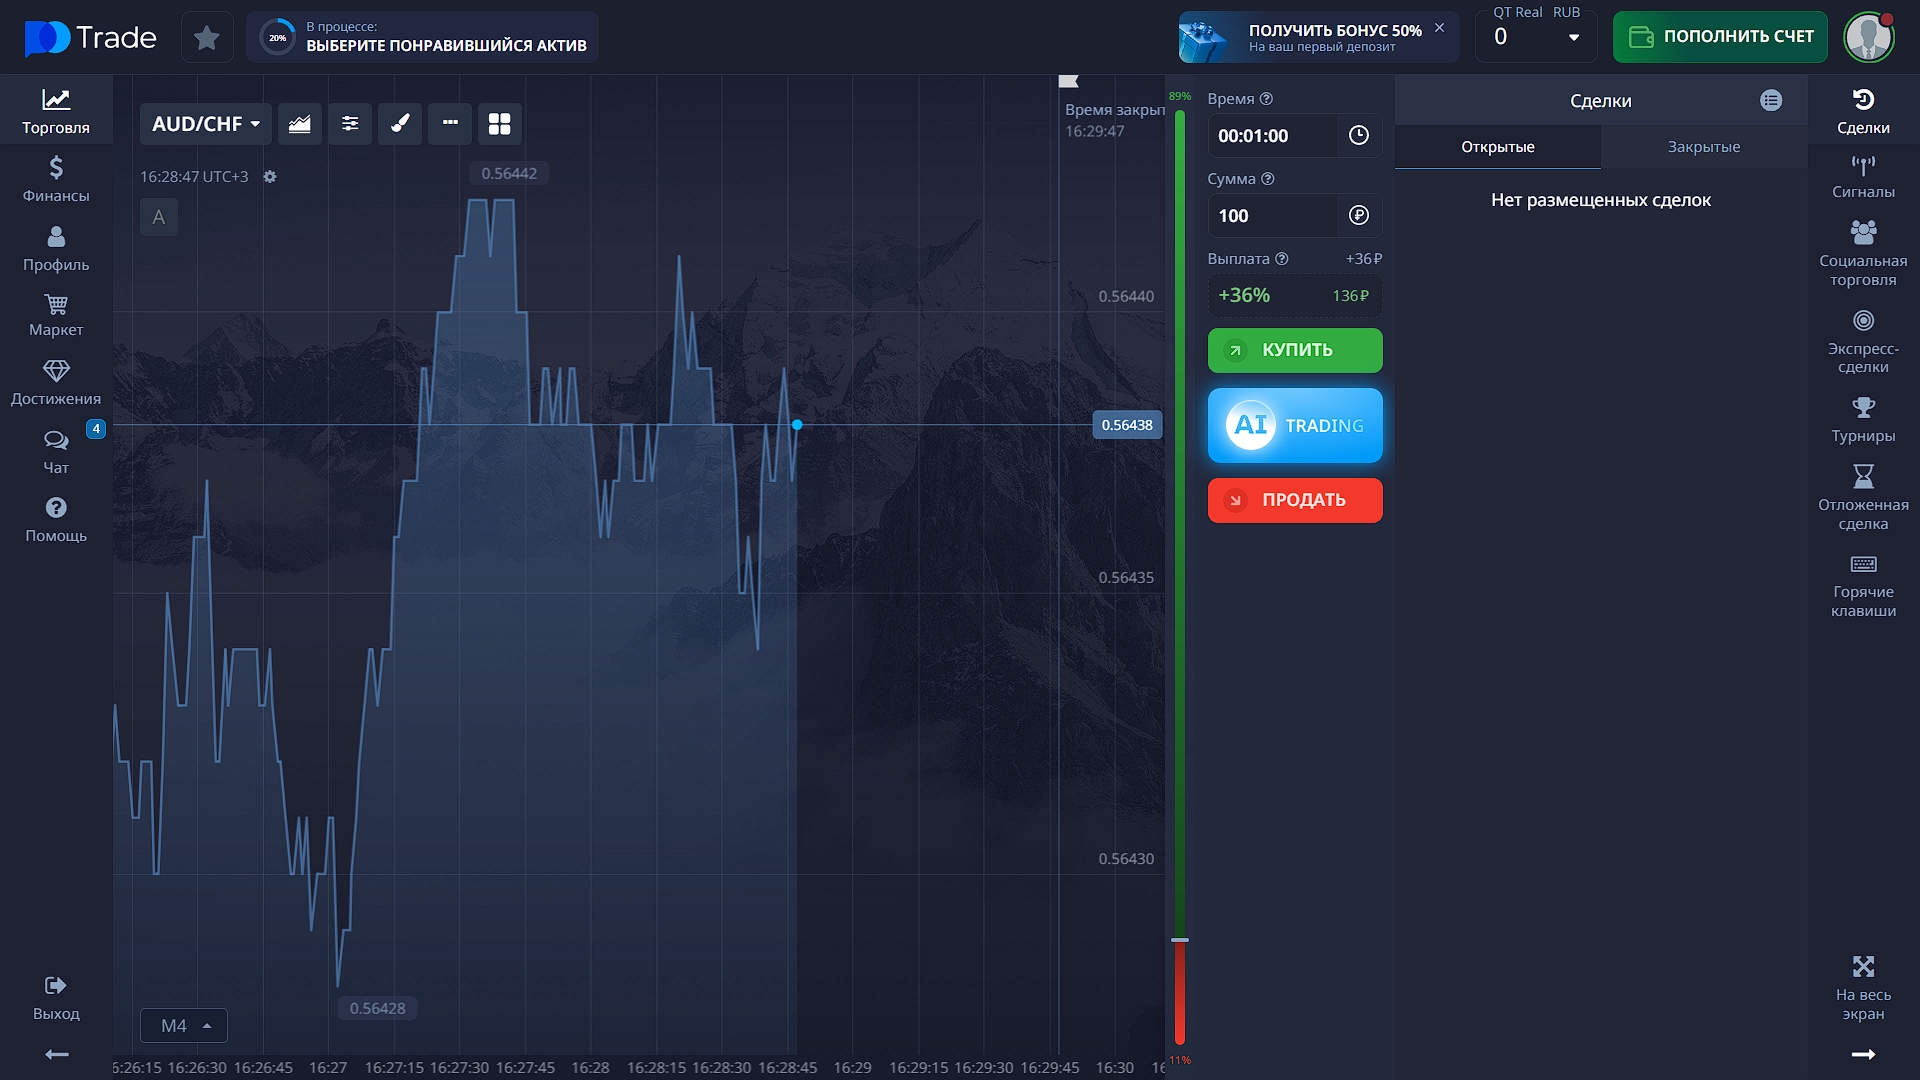 Trade
20%
В процессе:
ВЫБЕРИТЕ ПОНРАВИВШИЙСЯ АКТИВ
ПОЛУЧИТЬ БОНУС 50%
На ваш первый депозит
QT Real RUB
0
ПОПОЛНИТЬ СЧЕТ
Торговля
Финансы
Профиль
Маркет
Достижения
4
Чат
Помощь
Выход
AUD/CHF
16:28:47 UTC+3
A
0.56442
Время закрыт
16:29:47
0.56440
0.56438
0.56435
0.56430
0.56428
M4
6:26:15 16:26:30 16:26:45 16:27 16:27:15 16:27:30 16:27:45 16:28 16:28:15 16:28:30 16:28:45 16:29 16:29:15 16:29:30 16:29:45 16:30
89%
11%
Время
00:01:00
Сумма
100
Выплата +36₽
+36% 136₽
КУПИТЬ
AI TRADING
ПРОДАТЬ
Сделки
Открытые Закрытые
Нет размещенных сделок
Сделки
Сигналы
Социальная
торговля
Экспресс-
сделки
Турниры
Отложенная
сделка
Горячие
клавиши
На весь
экран